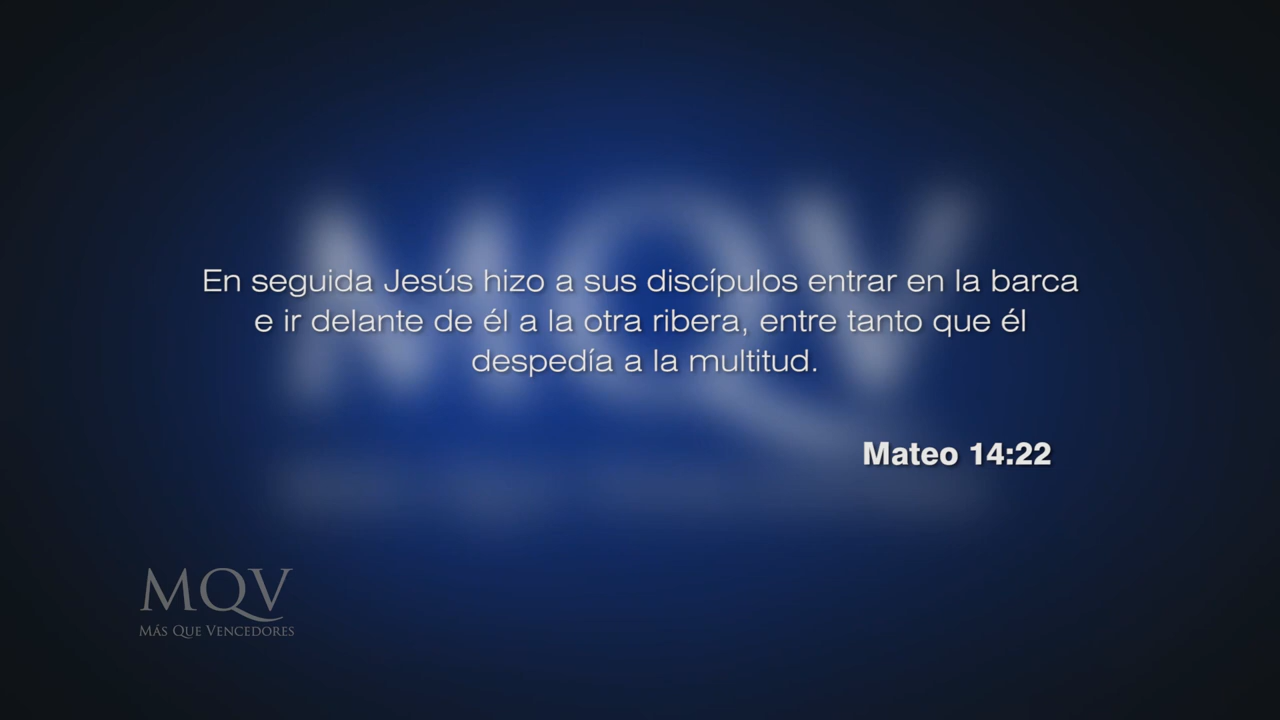 En seguida Jesús hizo a sus discípulos entrar en la barca
e ir delante de él a la otra ribera, entre tanto que él
despedía a la multitud.
Mateo 14:22
MQV
MÁS QUE VENCEDORES